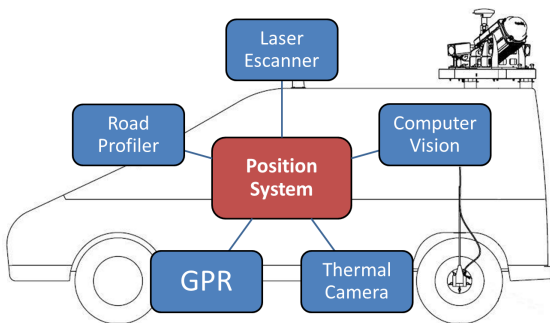 Laser
Escanner
Road
Profiler
Computer
Vision
Position
System
GPR
Thermal
Camera